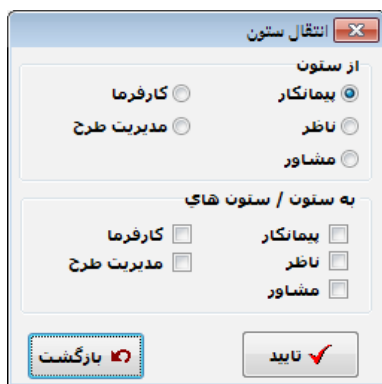 انتقال ستون
از ستون
پیمانکار کارفرما
ناظر مدیریت طرح
مشاور
به ستون / ستون های
پیمانکار کارفرما
ناظر مدیریت طرح
مشاور
تایید بازگشت